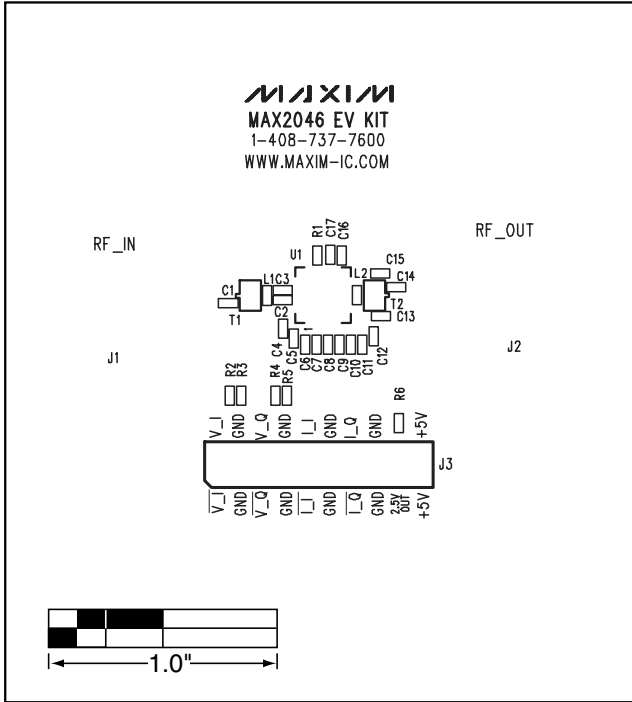 MAXIM
MAX2046 EV KIT
1-408-737-7600
WWW.MAXIM-IC.COM
RF_IN
RF_OUT
R1
C17
C16
U1
C15
C14
C1
L1
C3
L2
T1
T2
C13
C2
1
C4
C5
C6
C7
C8
C9
C10
C11
C12
J1
J2
R2
R3
R4
R5
R6
V_I
GND
V_Q
GND
I_I
GND
I_Q
GND
+5V
J3
V_I
GND
V_Q
GND
I_I
GND
I_Q
GND
2.5V
OUT
+5V
1.0"